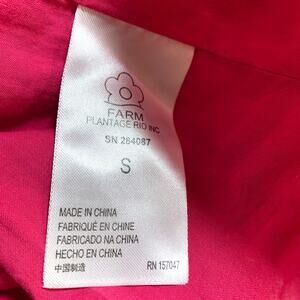 FARM
PLANTAGE RIO INC
SN 284087
S
MADE IN CHINA
FABRIQUÉ EN CHINE
FABRICADO NA CHINA
HECHO EN CHINA
中国制造 RN 157047